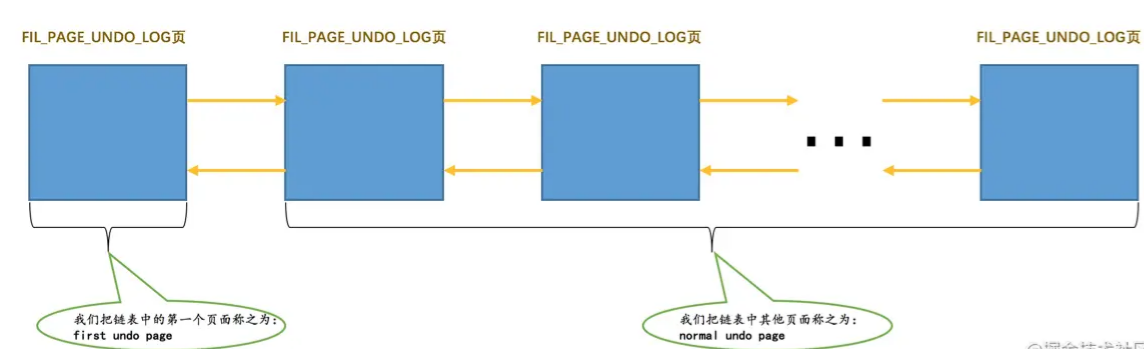 FIL_PAGE_UNDO_LOG页
FIL_PAGE_UNDO_LOG页
FIL_PAGE_UNDO_LOG页
FIL_PAGE_UNDO_LOG页
我们把链表中的第一个页面称之为：
first undo page
我们把链表中其他页面称之为：
normal undo page